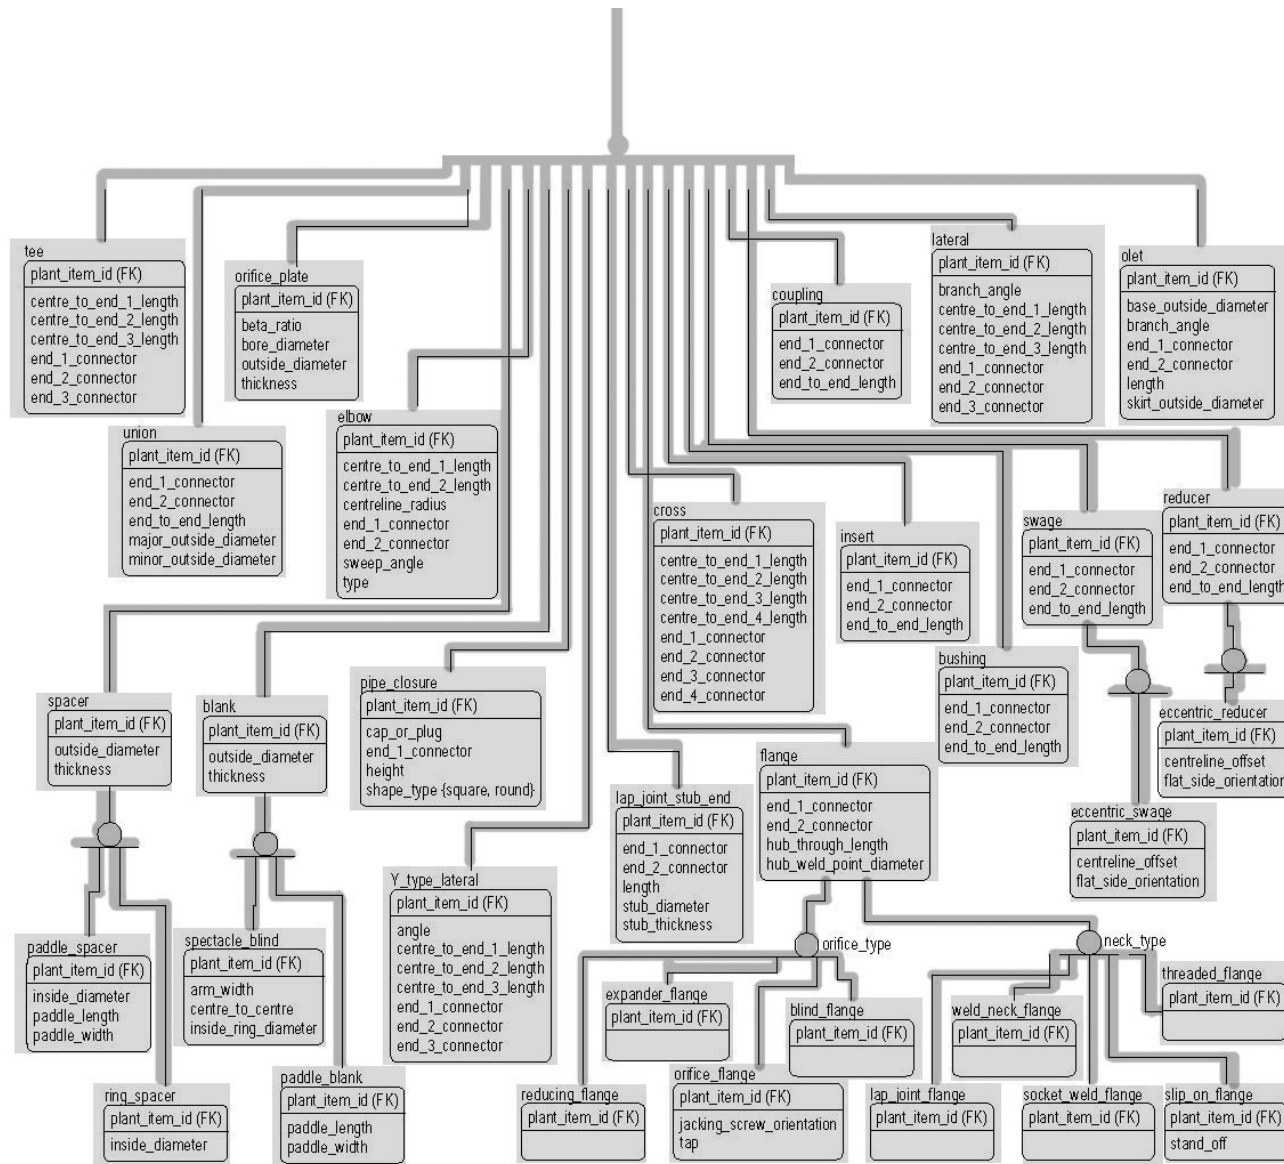 tee
plant_item_id (FK)
centre_to_end_1_length
centre_to_end_2_length
centre_to_end_3_length
end_1_connector
end_2_connector
end_3_connector
orifice_plate
plant_item_id (FK)
beta_ratio
bore_diameter
outside_diameter
thickness
coupling
plant_item_id (FK)
end_1_connector
end_2_connector
end_to_end_length
lateral
plant_item_id (FK)
branch_angle
centre_to_end_1_length
centre_to_end_2_length
centre_to_end_3_length
end_1_connector
end_2_connector
end_3_connector
olet
plant_item_id (FK)
base_outside_diameter
branch_angle
end_1_connector
end_2_connector
length
skirt_outside_diameter
union
plant_item_id (FK)
end_1_connector
end_2_connector
end_to_end_length
major_outside_diameter
minor_outside_diameter
elbow
plant_item_id (FK)
centre_to_end_1_length
centre_to_end_2_length
centreline_radius
end_1_connector
end_2_connector
sweep_angle
type
cross
plant_item_id (FK)
centre_to_end_1_length
centre_to_end_2_length
centre_to_end_3_length
centre_to_end_4_length
end_1_connector
end_2_connector
end_3_connector
end_4_connector
insert
plant_item_id (FK)
end_1_connector
end_2_connector
end_to_end_length
swage
plant_item_id (FK)
end_1_connector
end_2_connector
end_to_end_length
reducer
plant_item_id (FK)
end_1_connector
end_2_connector
end_to_end_length
bushing
plant_item_id (FK)
end_1_connector
end_2_connector
end_to_end_length
spacer
plant_item_id (FK)
outside_diameter
thickness
blank
plant_item_id (FK)
outside_diameter
thickness
pipe_closure
plant_item_id (FK)
cap_or_plug
end_1_connector
height
shape_type {square, round}
eccentric_reducer
plant_item_id (FK)
centreline_offset
flat_side_orientation
flange
plant_item_id (FK)
end_1_connector
end_2_connector
hub_through_length
hub_weld_point_diameter
lap_joint_stub_end
plant_item_id (FK)
end_1_connector
end_2_connector
length
stub_diameter
stub_thickness
eccentric_swage
plant_item_id (FK)
centreline_offset
flat_side_orientation
Y_type_lateral
plant_item_id (FK)
angle
centre_to_end_1_length
centre_to_end_2_length
centre_to_end_3_length
end_1_connector
end_2_connector
end_3_connector
paddle_spacer
plant_item_id (FK)
inside_diameter
paddle_length
paddle_width
spectacle_blind
plant_item_id (FK)
arm_width
centre_to_centre
inside_ring_diameter
orifice_type
neck_type
expander_flange
plant_item_id (FK)
blind_flange
plant_item_id (FK)
weld_neck_flange
plant_item_id (FK)
threaded_flange
plant_item_id (FK)
ring_spacer
plant_item_id (FK)
inside_diameter
paddle_blank
plant_item_id (FK)
paddle_length
paddle_width
reducing_flange
plant_item_id (FK)
orifice_flange
plant_item_id (FK)
jacking_screw_orientation
tap
lap_joint_flange
plant_item_id (FK)
socket_weld_flange
plant_item_id (FK)
slip_on_flange
plant_item_id (FK)
stand_off